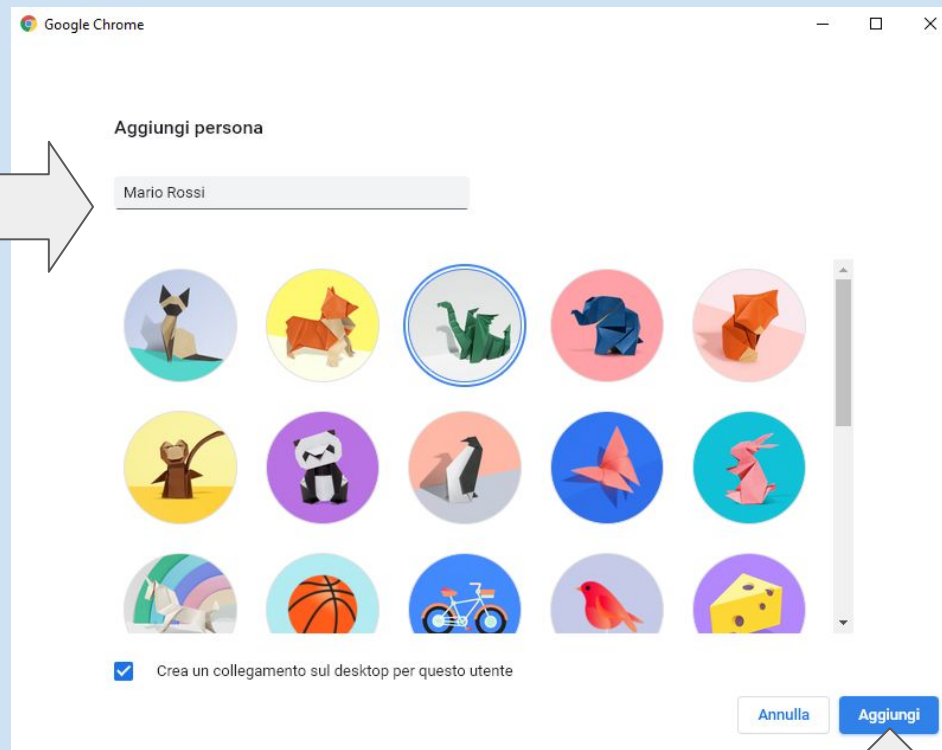 Google Chrome
Aggiungi persona
Mario Rossi
Crea un collegamento sul desktop per questo utente
Annulla
Aggiungi